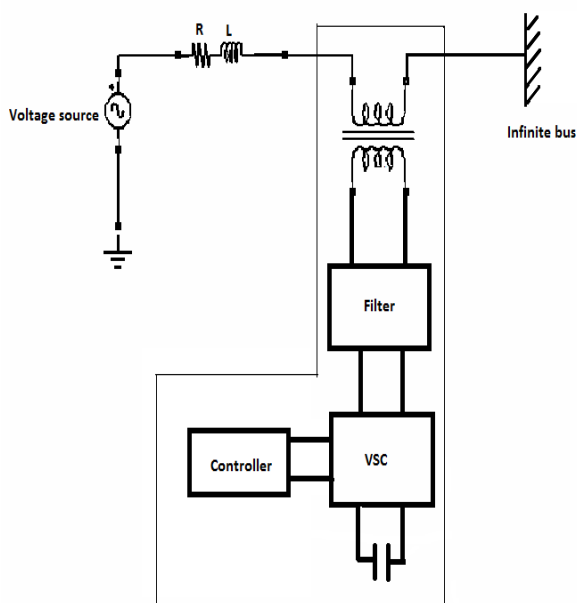 R L
Voltage source
Infinite bus
Filter
Controller
VSC